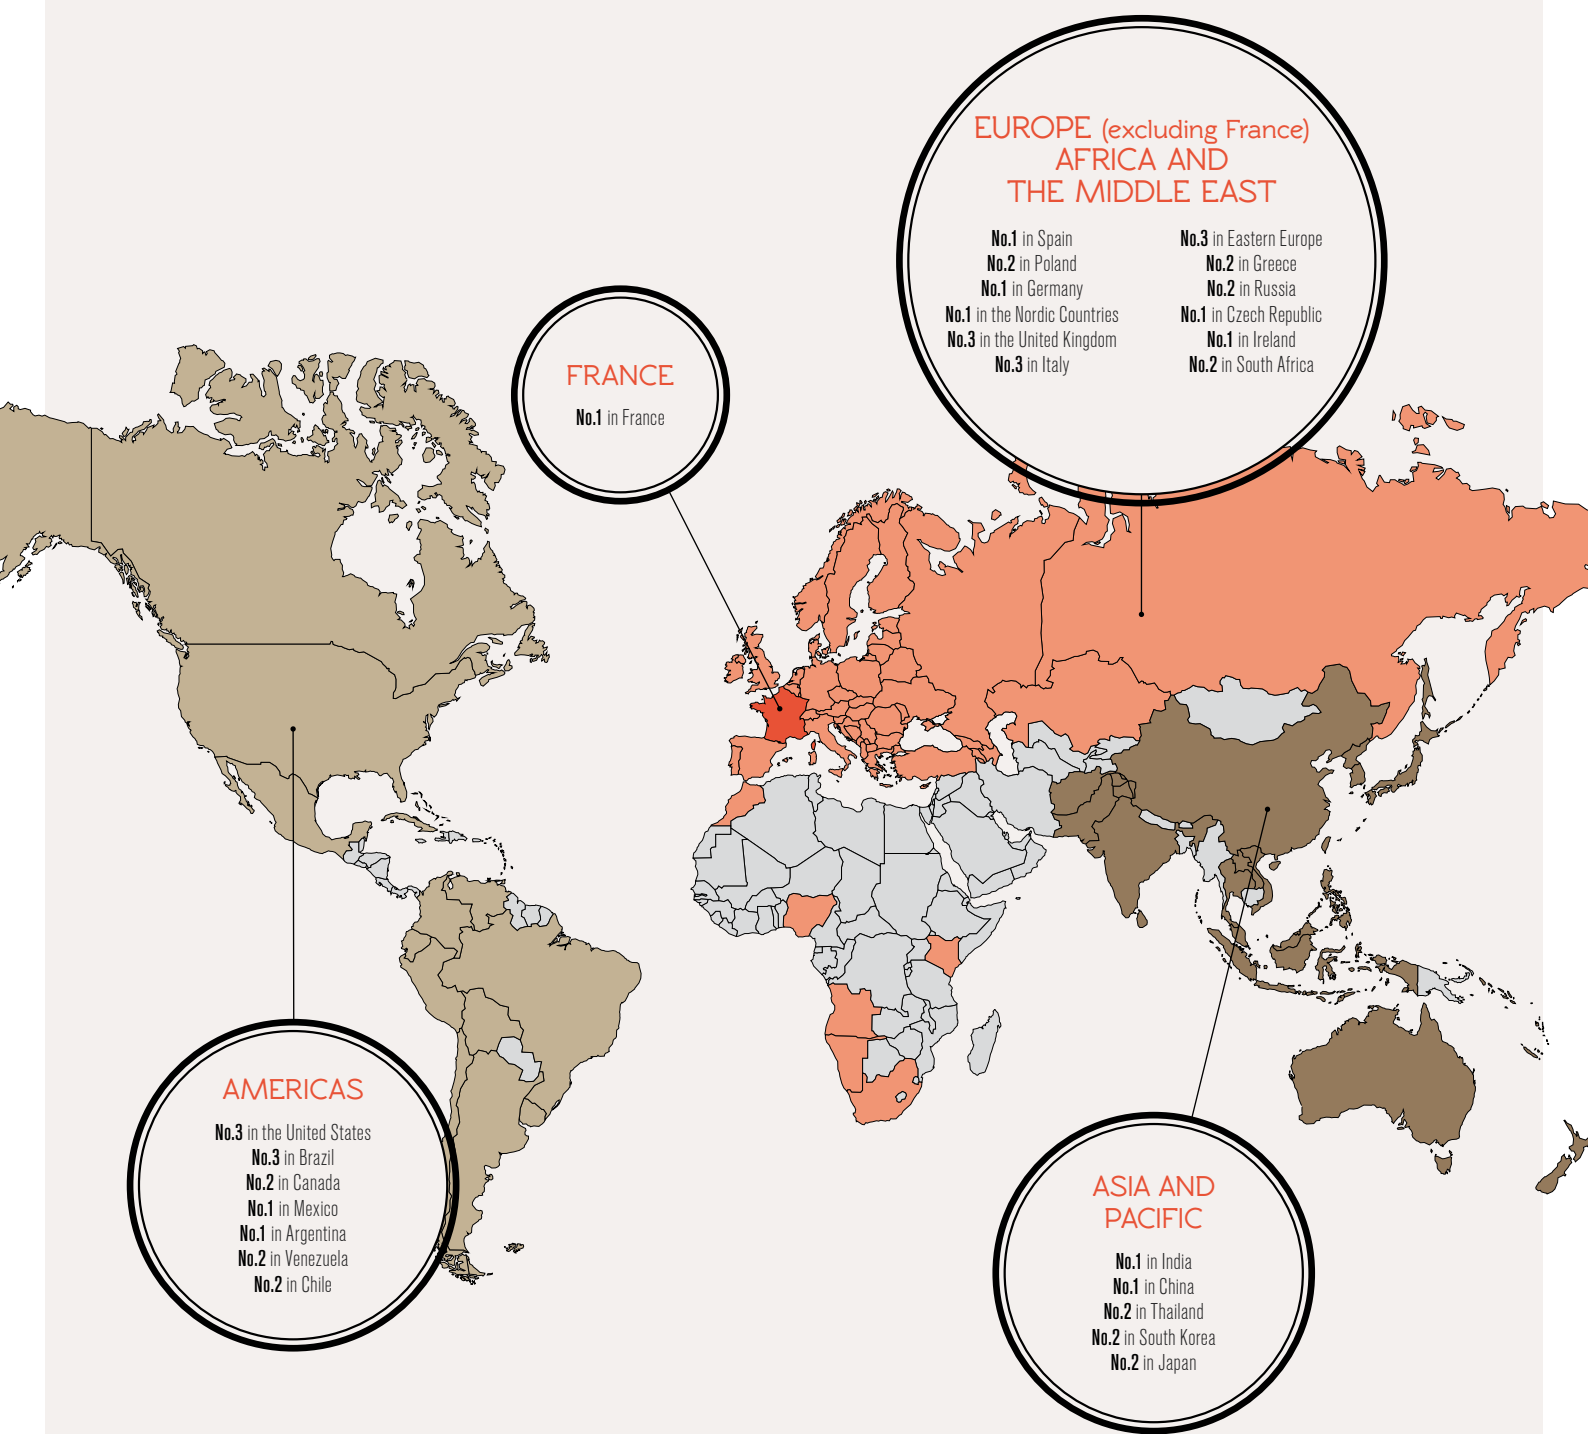 EUROPE (excluding France)
AFRICA AND
THE MIDDLE EAST
No.1 in Spain
No.2 in Poland
No.1 in Germany
No.1 in the Nordic Countries
No.3 in the United Kingdom
No.3 in Italy
No.3 in Eastern Europe
No.2 in Greece
No.2 in Russia
No.1 in Czech Republic
No.1 in Ireland
No.2 in South Africa
FRANCE
No.1 in France
AMERICAS
No.3 in the United States
No.3 in Brazil
No.2 in Canada
No.1 in Mexico
No.1 in Argentina
No.2 in Venezuela
No.2 in Chile
ASIA AND
PACIFIC
No.1 in India
No.1 in China
No.2 in Thailand
No.2 in South Korea
No.2 in Japan